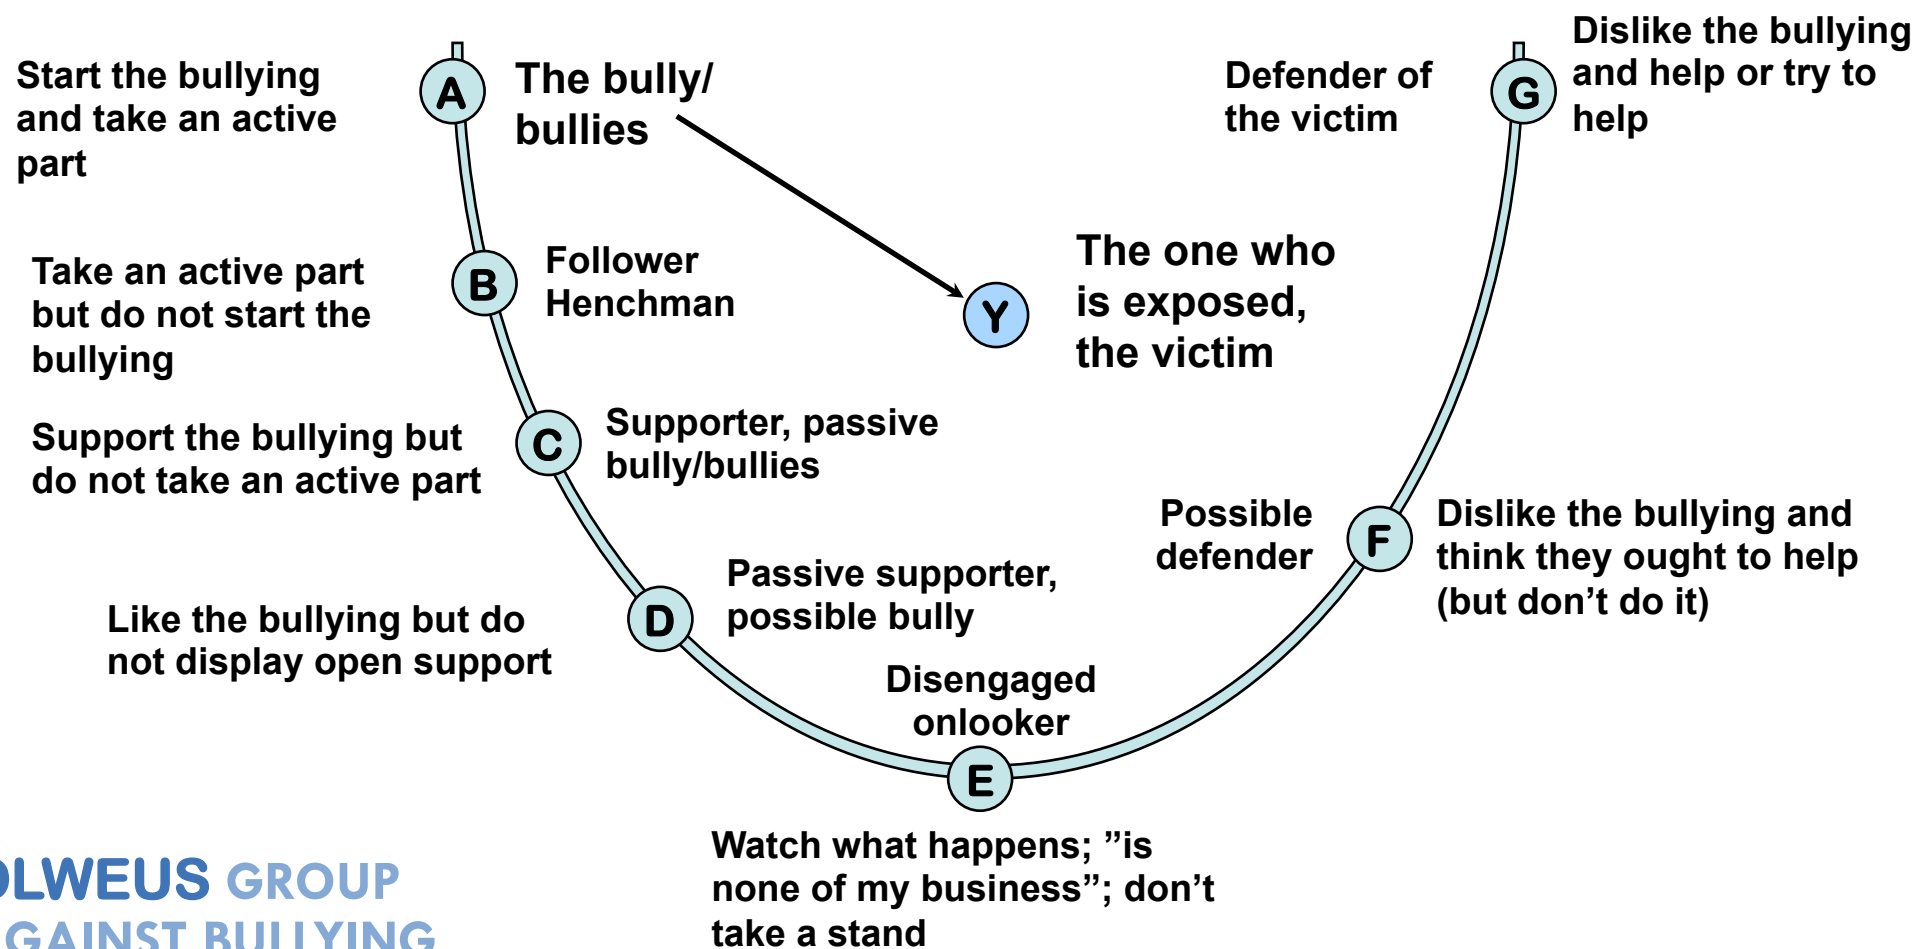 Start the bullying
and take an active
part
A
The bully/
bullies
Defender of
the victim
G
Dislike the bullying
and help or try to
help
Take an active part
but do not start the
bullying
B
Follower
Henchman
Y
The one who
is exposed,
the victim
Support the bullying but
do not take an active part
C
Supporter, passive
bully/bullies
Possible
defender
F
Dislike the bullying and
think they ought to help
(but don’t do it)
Like the bullying but do
not display open support
D
Passive supporter,
possible bully
Disengaged
onlooker
E
Watch what happens; ”is
none of my business”; don’t
take a stand
OLWEUS GROUP
GAINST BULLYING